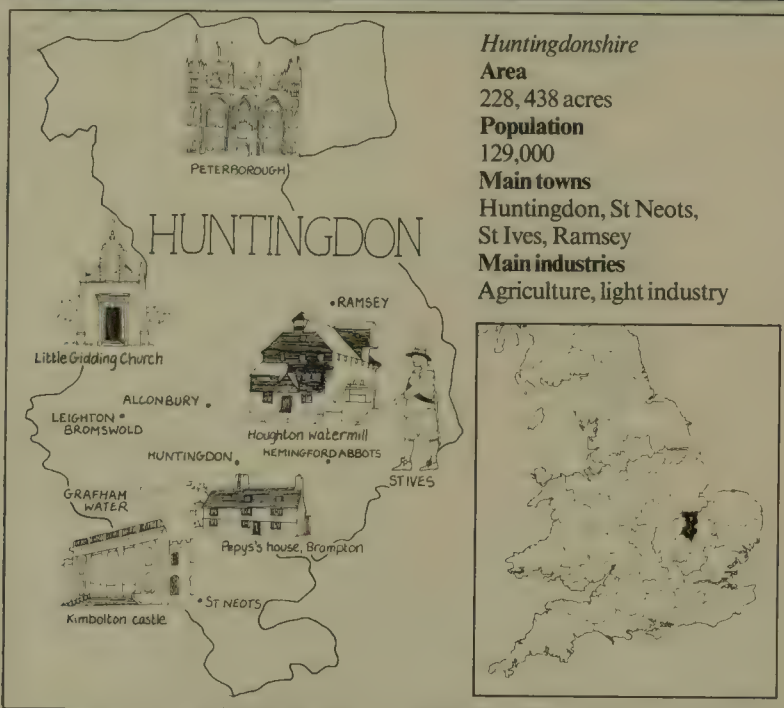 Huntingdonshire
Area
228,438 acres
Population
129,000
Main towns
Huntingdon, St Neots,
St Ives, Ramsey
Main industries
Agriculture, light industry
PETERBOROUGH
HUNTINGDON
RAMSEY
Little Gidding Church
ALCONBURY
LEIGHTON
BROMSWOLD
Houghton watermill
HUNTINGDON
HEMINGFORD ABBOTS
ST IVES
GRAFHAM
WATER
Pepys's house, Brampton
ST NEOTS
Kimbolton castle